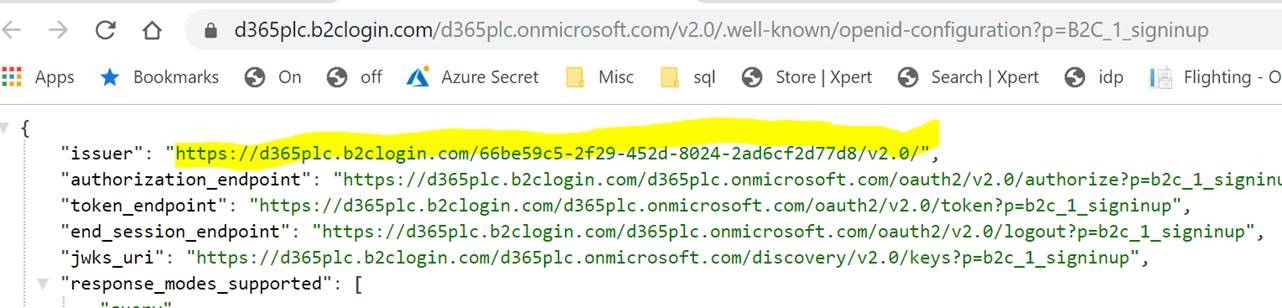 d365plc.b2clogin.com/d365plc.onmicrosoft.com/v2.0/.well-known/openid-configuration?p=B2C_1_signinup
Apps Bookmarks On off Azure Secret Misc sql Store | Xpert Search | Xpert idp Flighting - O
{
"issuer": "https://d365plc.b2clogin.com/66be59c5-2f29-452d-8024-2ad6cf2d77d8/v2.0/",
"authorization_endpoint": "https://d365plc.b2clogin.com/d365plc.onmicrosoft.com/oauth2/v2.0/authorize?p=b2c_1_signinu
"token_endpoint": "https://d365plc.b2clogin.com/d365plc.onmicrosoft.com/oauth2/v2.0/token?p=b2c_1_signinup",
"end_session_endpoint": "https://d365plc.b2clogin.com/d365plc.onmicrosoft.com/oauth2/v2.0/logout?p=b2c_1_signinup",
"jwks_uri": "https://d365plc.b2clogin.com/d365plc.onmicrosoft.com/discovery/v2.0/keys?p=b2c_1_signinup",
"response_modes_supported": [
"query"